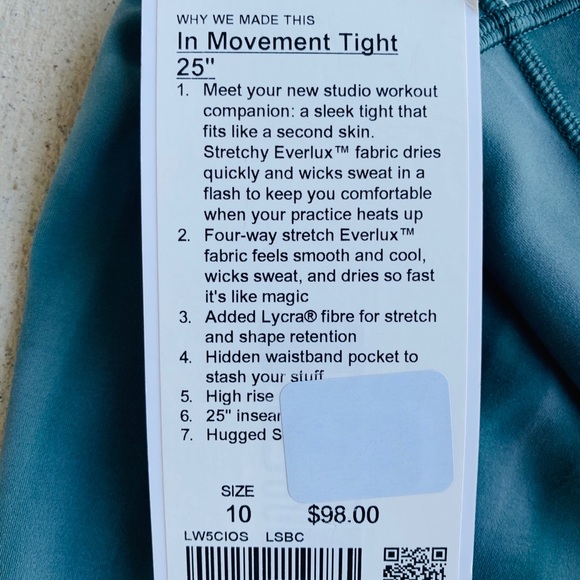 WHY WE MADE THIS
In Movement Tight
25"
1. Meet your new studio workout
companion: a sleek tight that
fits like a second skin.
Stretchy Everlux™ fabric dries
quickly and wicks sweat in a
flash to keep you comfortable
when your practice heats up
2. Four-way stretch Everlux™
fabric feels smooth and cool,
wicks sweat, and dries so fast
it's like magic
3. Added Lycra® fibre for stretch
and shape retention
4. Hidden waistband pocket to
stash your stuff
5. High rise
6. 25"
7. Hugged
SIZE
10 $98.00
LW5CIOS LSBC